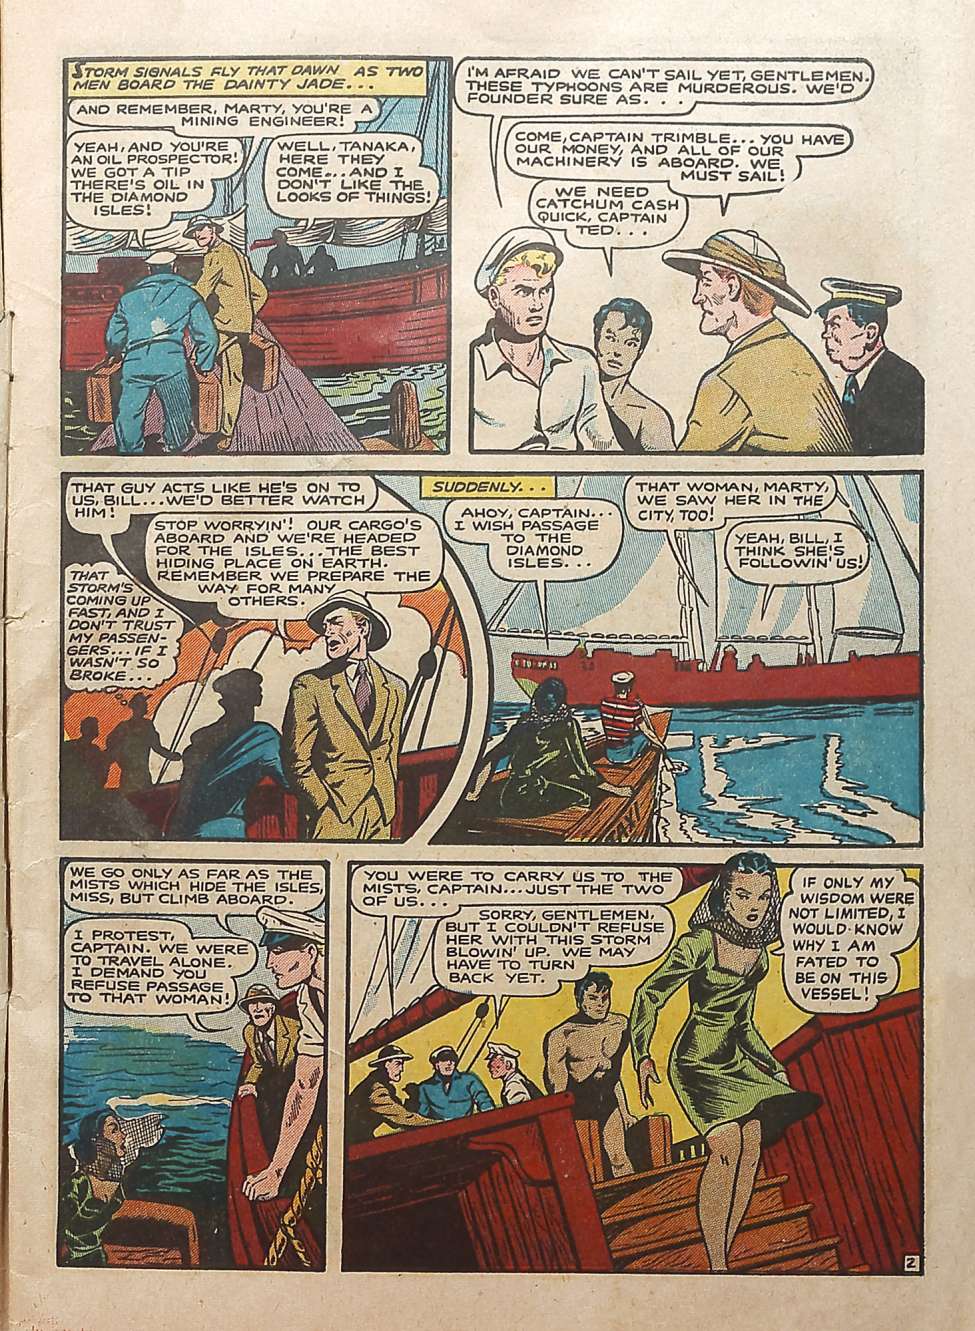 STORM SIGNALS FLY THAT DAWN AS TWO
MEN BOARD THE DAINTY JADE...
AND REMEMBER, MARTY, YOU'RE A
MINING ENGINEER!
YEAH, AND YOU'RE
AN OIL PROSPECTOR!
WE GOT A TIP
THERE'S OIL IN
THE DIAMOND
ISLES!
WELL, TANAKA,
HERE THEY
COME...AND I
DON'T LIKE THE
LOOKS OF THINGS!
I'M AFRAID WE CAN'T SAIL YET, GENTLEMEN.
THESE TYPHOONS ARE MURDEROUS. WE'D
FOUNDER SURE AS...
COME, CAPTAIN TRIMBLE... YOU HAVE
OUR MONEY, AND ALL OF OUR
MACHINERY IS ABOARD. WE
MUST SAIL!
WE NEED
CATCHUM CASH
QUICK, CAPTAIN
TED...
THAT GUY ACTS LIKE HE'S ON TO
US, BILL...WE'D BETTER WATCH
HIM!
STOP WORRYIN'! OUR CARGO'S
ABOARD AND WE'RE HEADED
FOR THE ISLES...THE BEST
HIDING PLACE ON EARTH.
REMEMBER WE PREPARE THE
WAY FOR MANY
OTHERS.
THAT
STORM'S
COMING UP
FAST, AND I
DON'T TRUST
MY PASSEN-
GERS... IF I
WASN'T SO
BROKE...
SUDDENLY...
AHOY, CAPTAIN...
I WISH PASSAGE
TO THE
DIAMOND
ISLES...
THAT WOMAN, MARTY,
WE SAW HER IN THE
CITY, TOO!
YEAH, BILL, I
THINK SHE'S
FOLLOWIN' US!
WE GO ONLY AS FAR AS THE
MISTS WHICH HIDE THE ISLES,
MISS, BUT CLIMB ABOARD.
I PROTEST,
CAPTAIN. WE WERE
TO TRAVEL ALONE.
I DEMAND YOU
REFUSE PASSAGE
TO THAT WOMAN!
YOU WERE TO CARRY US TO THE
MISTS, CAPTAIN...JUST THE TWO
OF US...
SORRY, GENTLEMEN,
BUT I COULDN'T REFUSE
HER WITH THIS STORM
BLOWIN' UP. WE MAY
HAVE TO TURN
BACK YET.
IF ONLY MY
WISDOM WERE
NOT LIMITED, I
WOULD KNOW
WHY I AM
FATED TO
BE ON THIS
VESSEL!
2